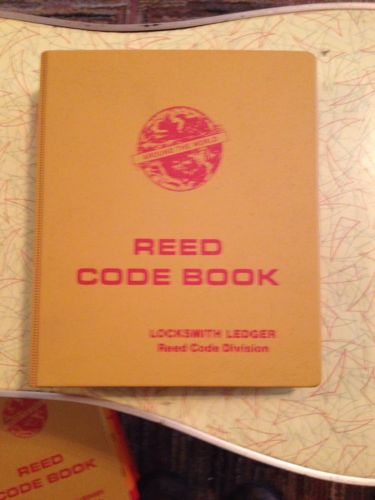 AROUND THE WORLD
REED
CODE BOOK
LOCKSMITH LEDGER
Reed Code Division
REED
CODE BOOK